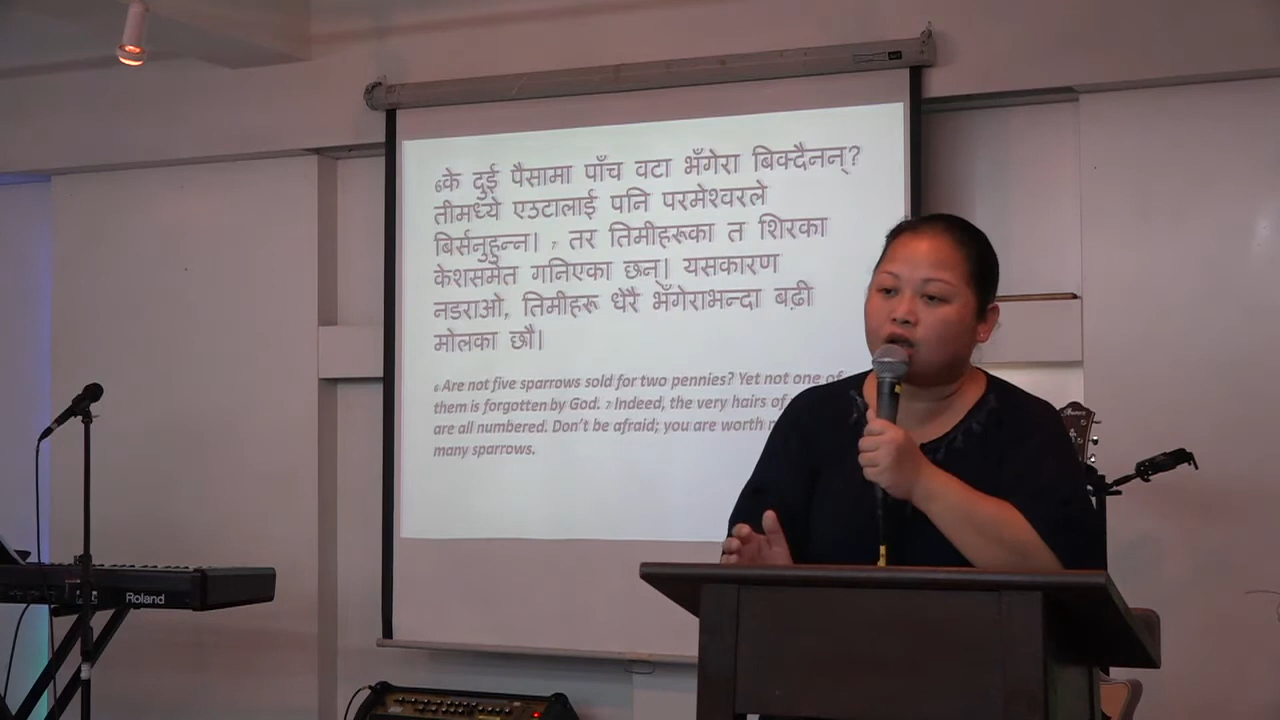 6के दुई पैसामा पाँच वटा भँगेरा बिक्दैनन्?
तीमध्ये एउटालाई पनि परमेश्वरले
बिर्सनुहुन्न। 7 तर तिमीहरूका त शिरका
केशसमेत गनिएका छन्। यसकारण
नडराओ, तिमीहरू धेरै भँगेराभन्दा बढ़ी
मोलका छौ।
6 Are not five sparrows sold for two pennies? Yet not one of
them is forgotten by God. 7 Indeed, the very hairs of
are all numbered. Don't be afraid; you are worth
many sparrows.
Roland